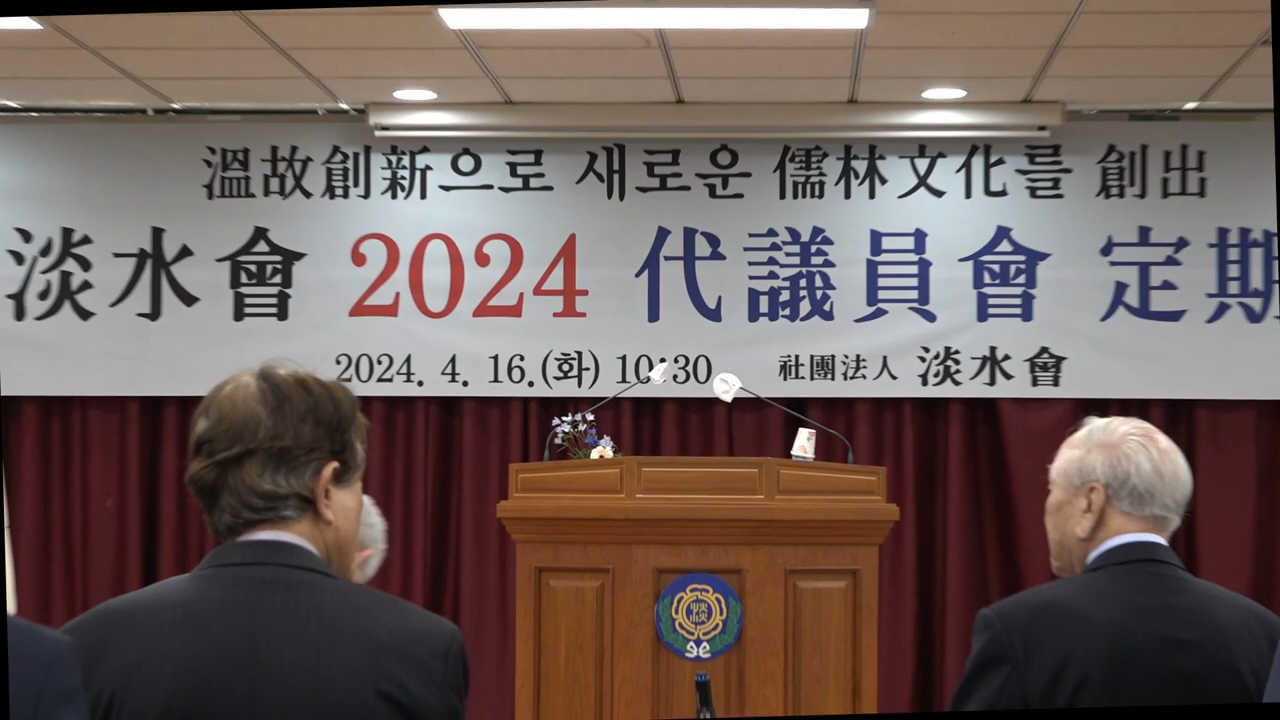 溫故創新으로 새로운 儒林文化를 創出
淡水會 2024 代議員會 定期
2024. 4. 16.(화) 10:30 社團法人 淡水會